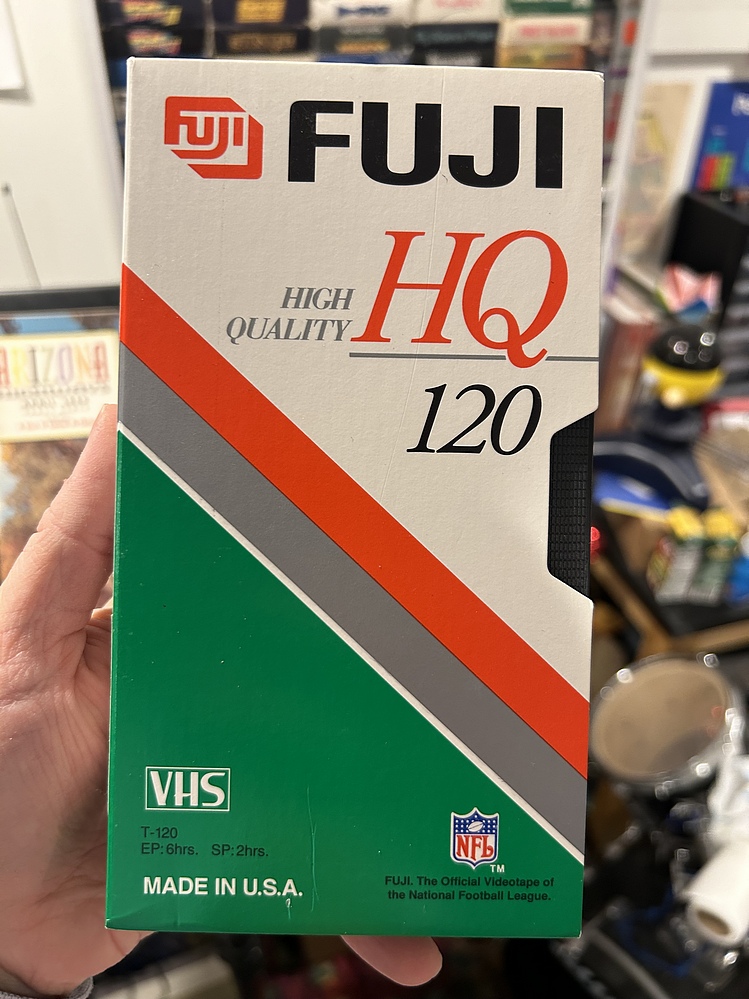 FUJI FUJI
HIGH
QUALITY HQ
120
ARIZONA
VHS
T-120
EP: 6hrs. SP: 2hrs.
MADE IN U.S.A.
NFL
TM
FUJI. The Official Videotape of
the National Football League.